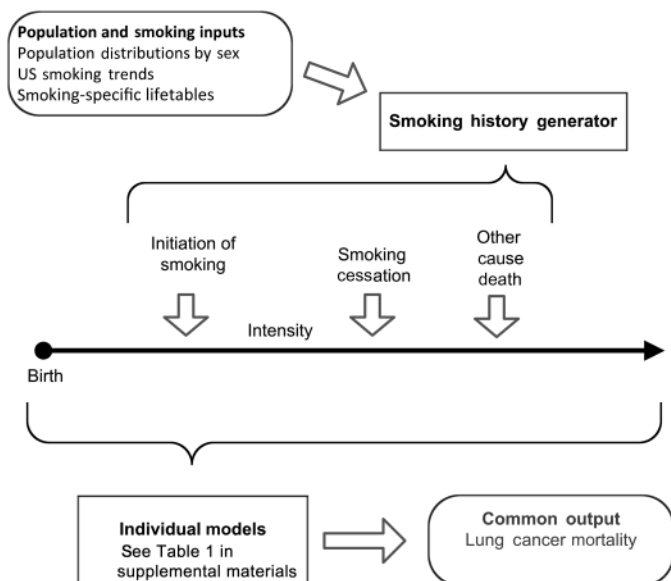 Population and smoking inputs
Population distributions by sex
US smoking trends
Smoking-specific lifetables
Smoking history generator
Initiation of
smoking
Smoking
cessation
Other
cause
death
Intensity
Birth
Individual models
See Table 1 in
supplemental materials
Common output
Lung cancer mortality